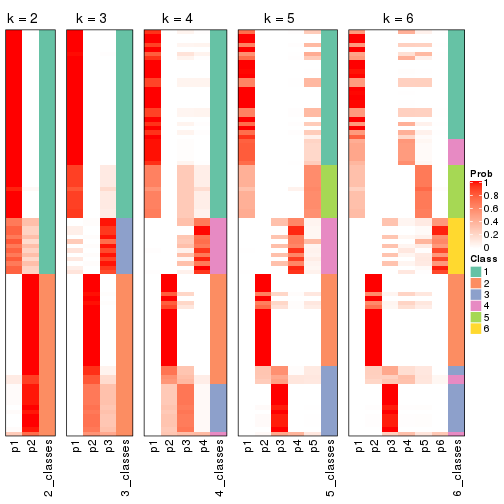 k = 2
k = 3
k = 4
k = 5
k = 6
p1
p2
2_classes
p1
p2
p3
3_classes
p1
p2
p3
p4
4_classes
p1
p2
p3
p4
p5
5_classes
p1
p2
p3
p4
p5
p6
6_classes
Prob
1
0.8
0.6
0.4
0.2
0
Class
1
2
3
4
5
6